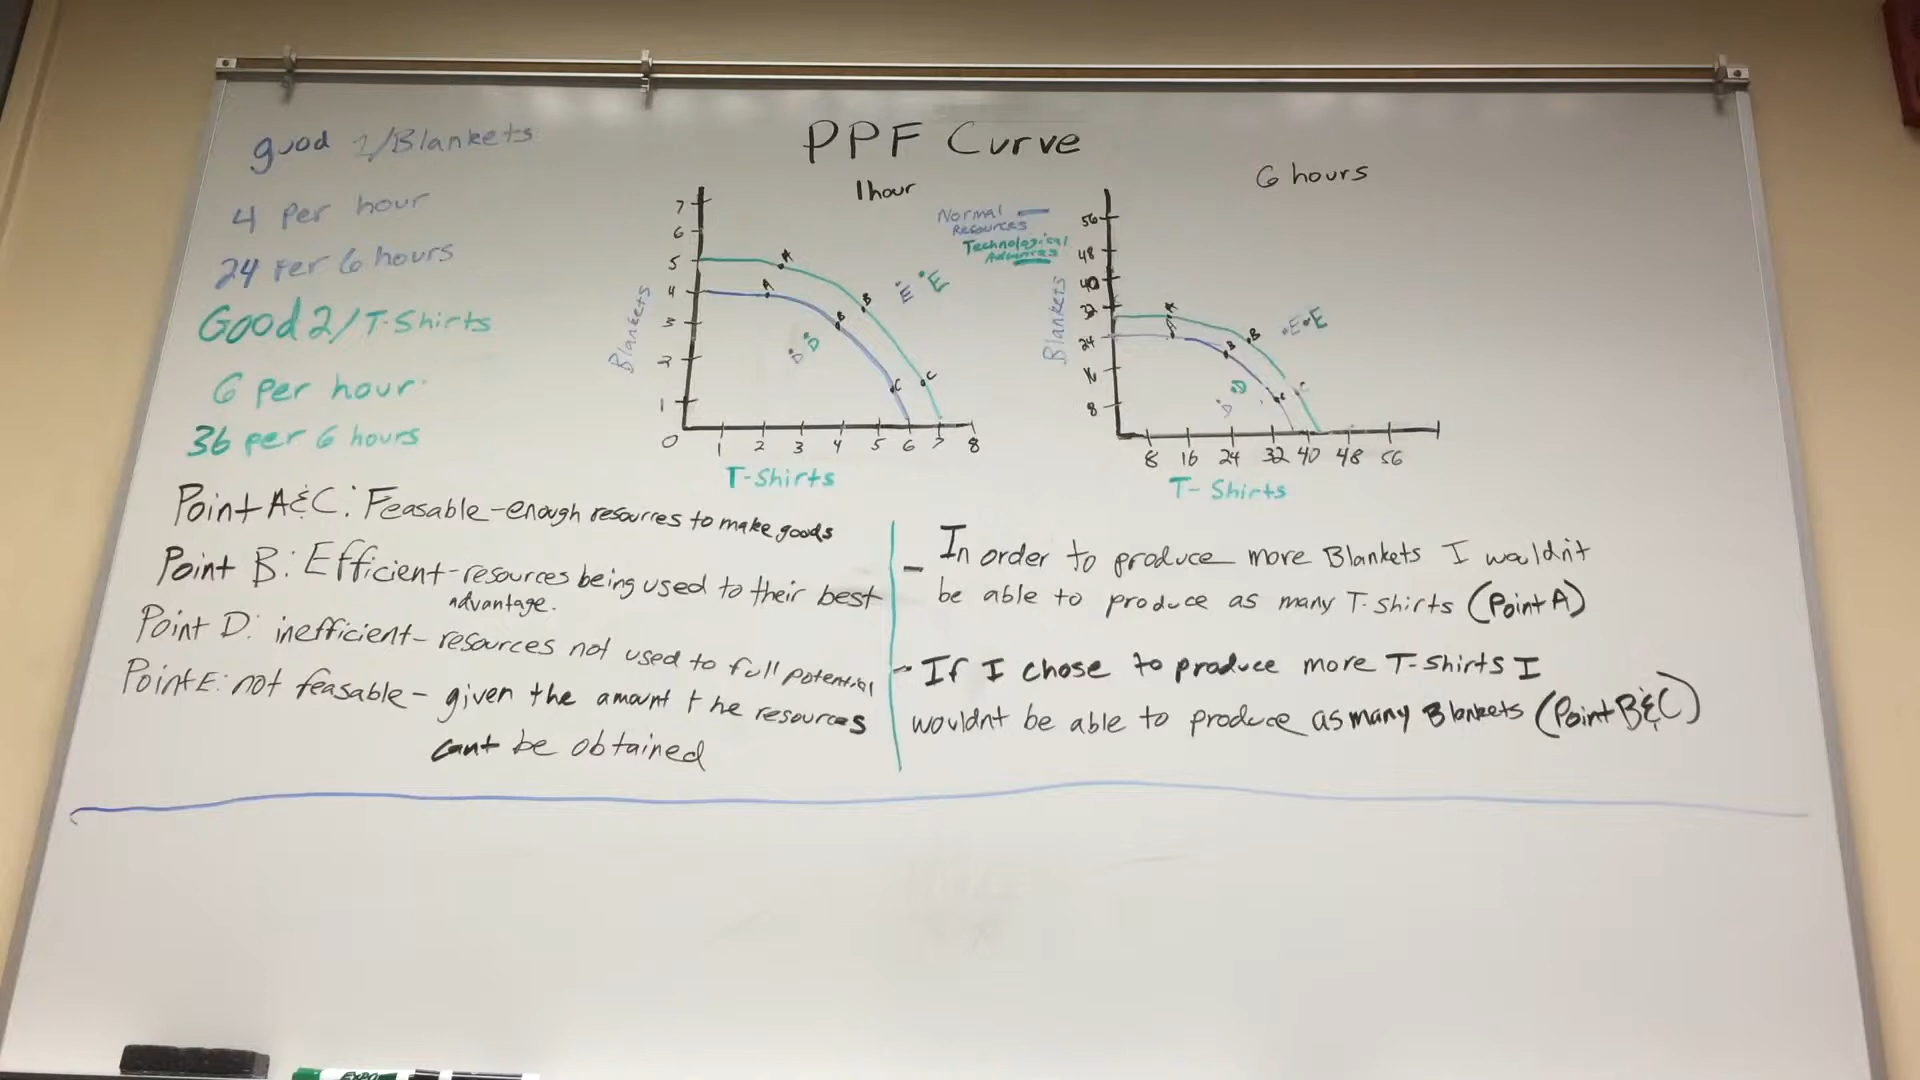 PPF Curve
good 1/Blankets
4 per hour
24 per 6 hours
Good 2/T-Shirts
6 per hour
36 per 6 hours
1 hour
7
6
5
4
3
2
1
0
Blankets
A
A
B
B
C
C
D
D
E
E
1 2 3 4 5 6 7 8
T-Shirts
Normal
Resources
Technological
Advances
6 hours
56
48
40
32
24
16
8
Blankets
A
A
B
B
C
C
D
D
E
E
8 16 24 32 40 48 56
T-Shirts
Point A&C: Feasable-enough resources to make goods
Point B: Efficient-resources being used to their best
advantage.
Point D: inefficient- resources not used to full potential
Point E: not feasable- given the amount the resources
cant be obtained
- In order to produce more Blankets I wouldn't
be able to produce as many T-shirts (Point A)
- If I chose to produce more T-shirts I
wouldnt be able to produce as many Blankets (Point B&C)
EXPO